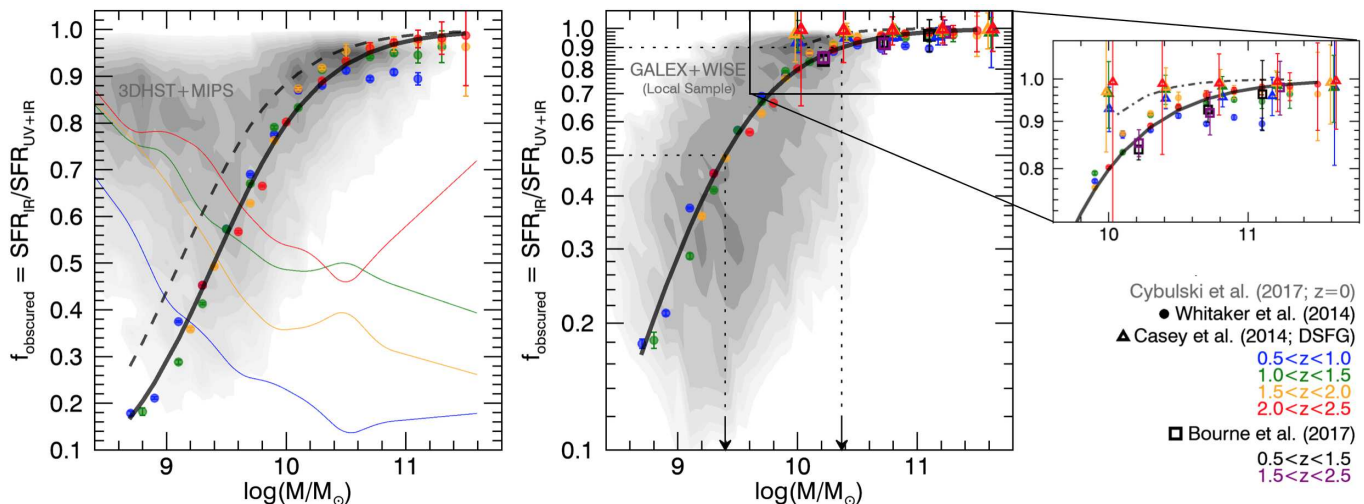 f_obscured = SFR_IR/SFR_UV+IR
1.0
0.9
0.8
0.7
0.6
0.5
0.4
0.3
0.2
0.1
3DHST+MIPS
9
10
11
log(M/M⊙)
f_obscured = SFR_IR/SFR_UV+IR
1.0
0.9
0.8
0.7
0.6
0.5
0.4
0.3
0.2
0.1
GALEX+WISE
(Local Sample)
9
10
11
log(M/M⊙)
1.0
0.9
0.8
10
11
Cybulski et al. (2017; z=0)
Whitaker et al. (2014)
Casey et al. (2014; DSFG)
0.5<z<1.0
1.0<z<1.5
1.5<z<2.0
2.0<z<2.5
Bourne et al. (2017)
0.5<z<1.5
1.5<z<2.5